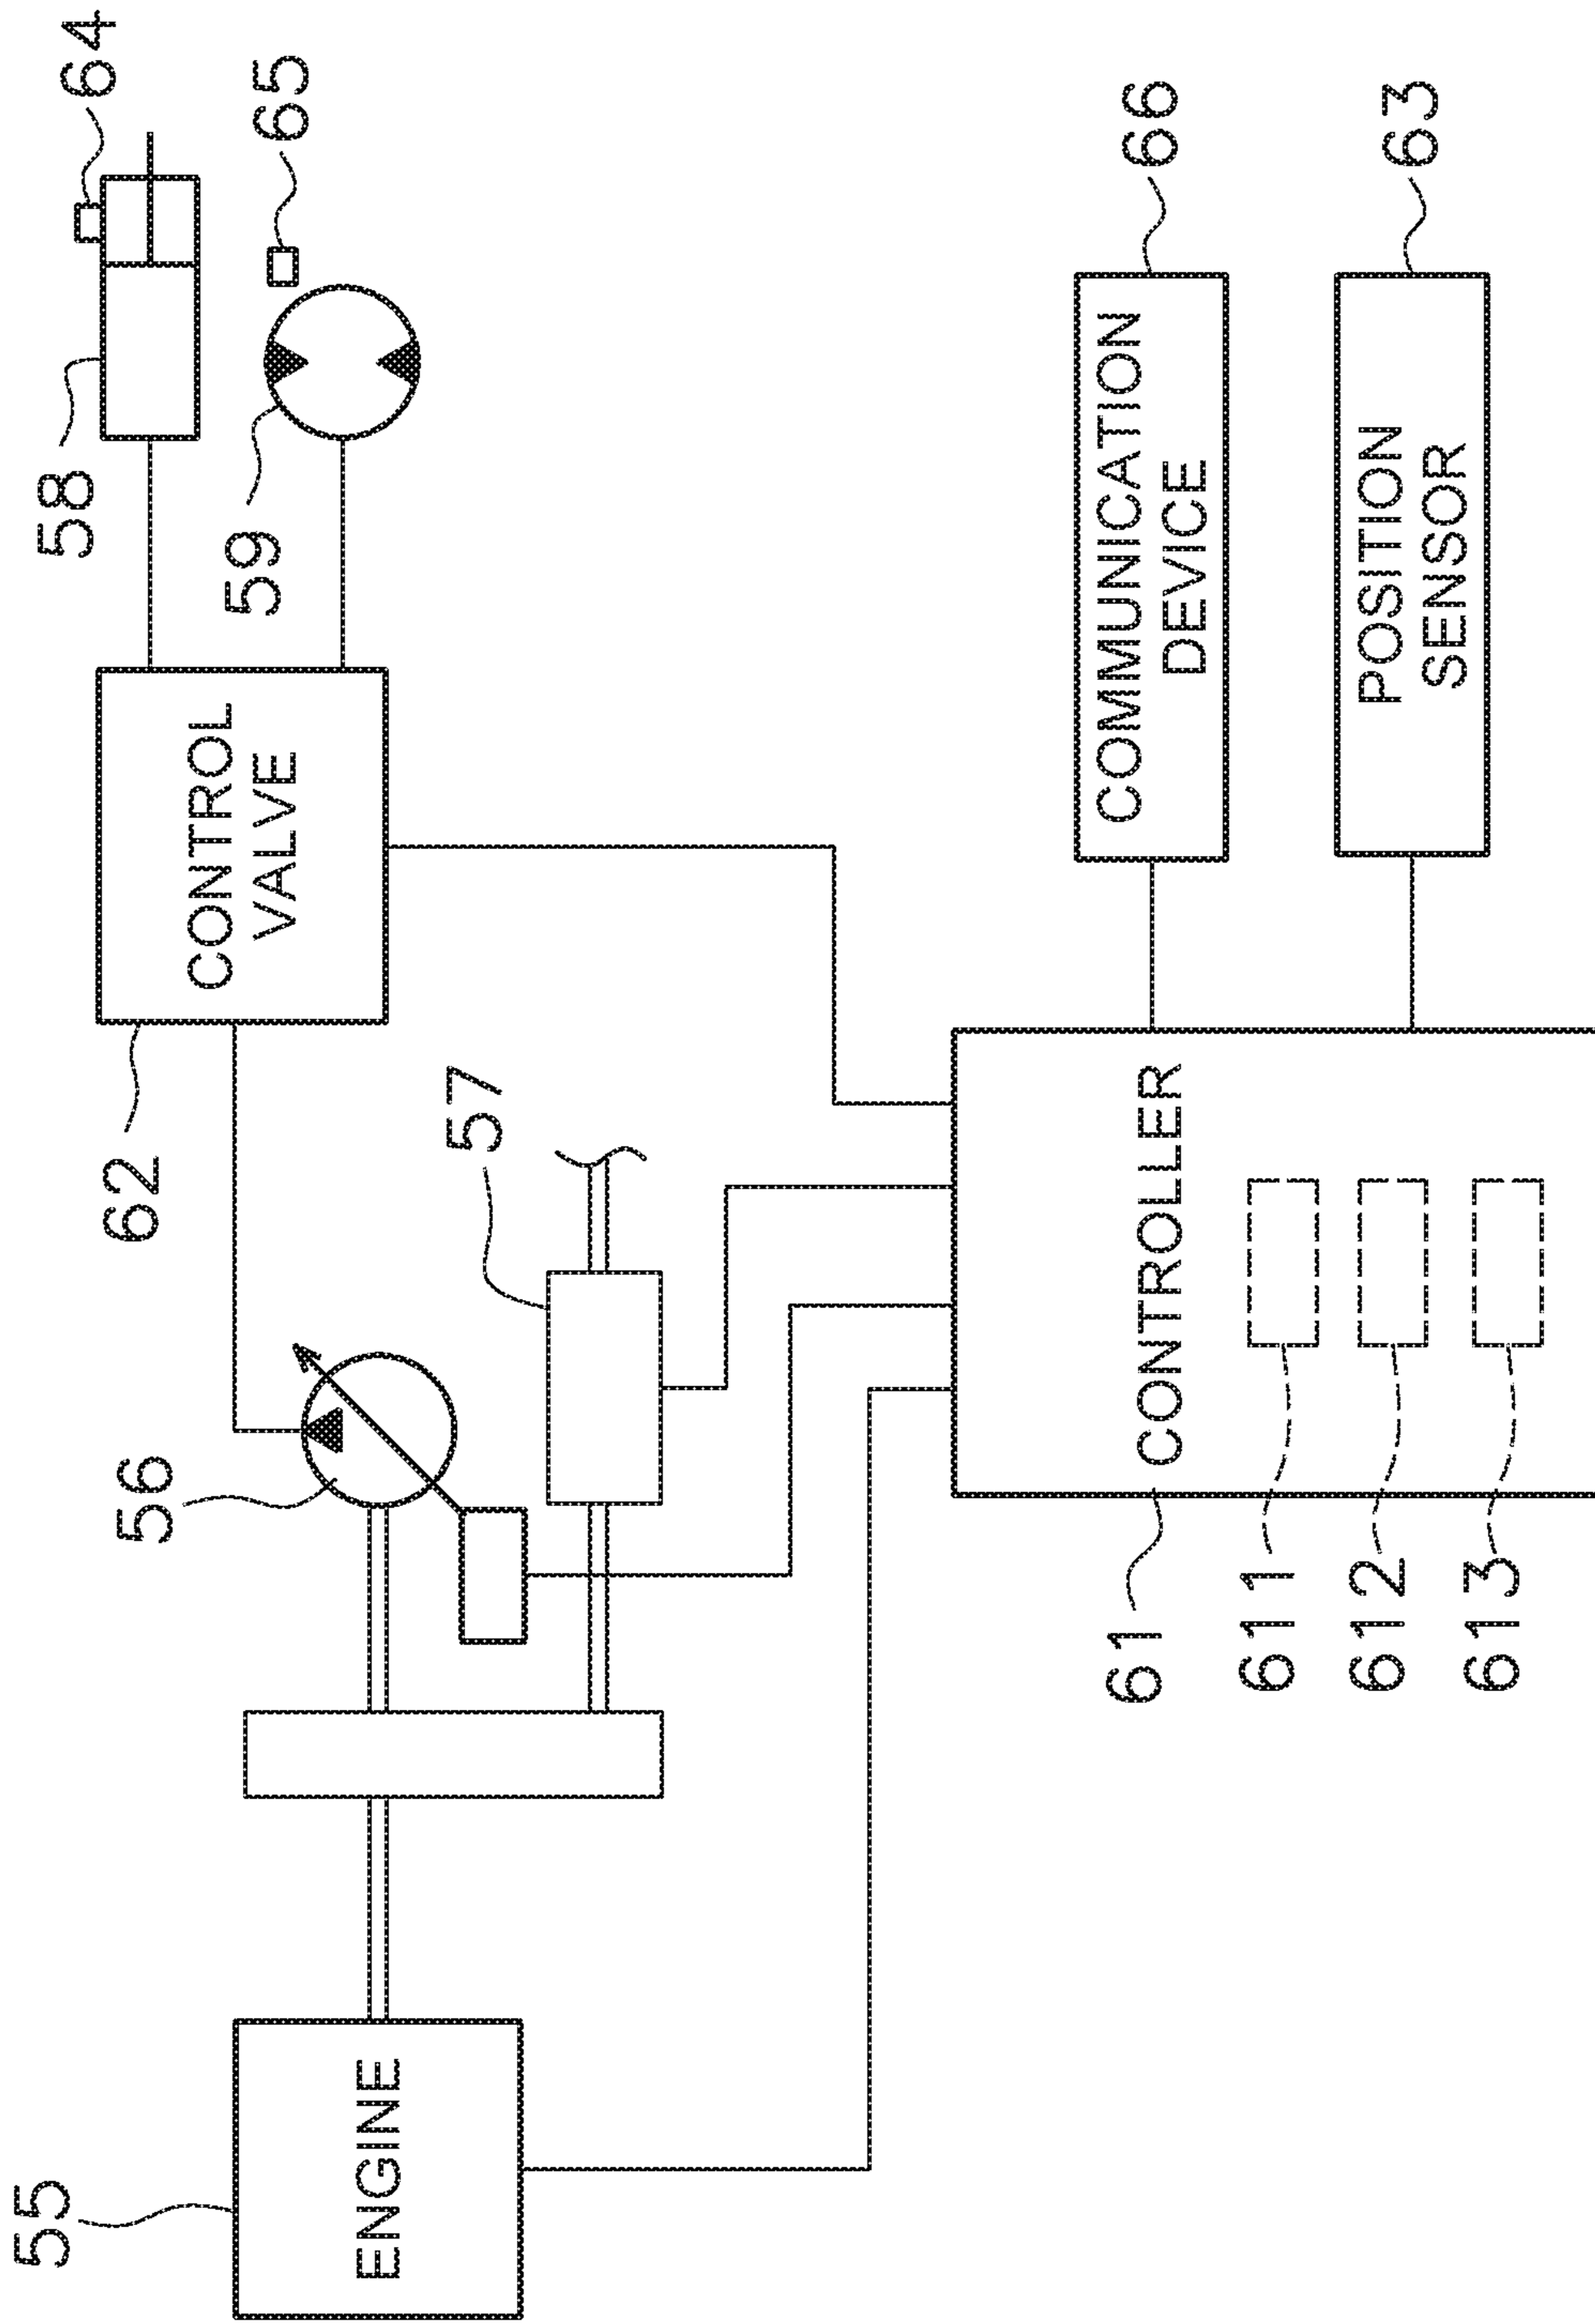 55
ENGINE
56
57
62
CONTROL
VALVE
58
59
64
65
61
CONTROLLER
611
612
613
COMMUNICATION
DEVICE
66
POSITION
SENSOR
63